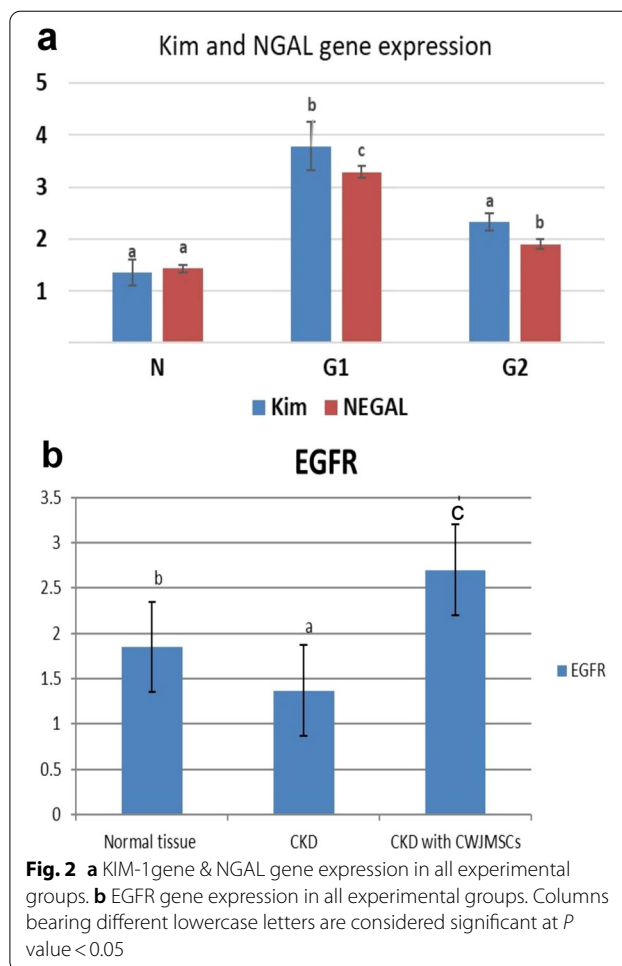 a
Kim and NGAL gene expression
5
4
3
2
1
a a
b c
a b
N G1 G2
Kim NEGAL
b
EGFR
3.5
3
2.5
2
1.5
1
0.5
0
b
a
C
EGFR
Normal tissue CKD CKD with CWJMSCs
Fig. 2 a KIM-1gene & NGAL gene expression in all experimental
groups. b EGFR gene expression in all experimental groups. Columns
bearing different lowercase letters are considered significant at P
value < 0.05